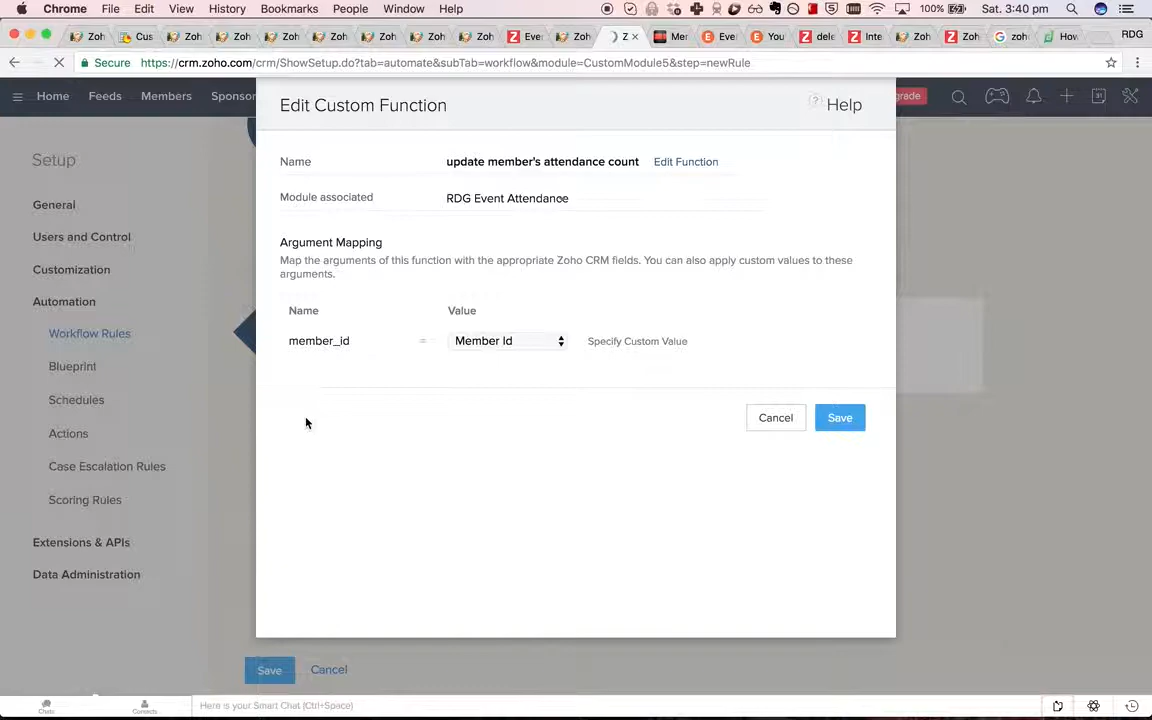 Chrome File Edit View History Bookmarks People Window Help 100% Sat. 3:40 pm
Zoh Cus Zoh Zoh Zoh Zoh Zoh Zoh Zoh Eve Zoh Z Mer Eve You dele Inte Zoh Zoh zoh How RDG
Secure https://crm.zoho.com/crm/ShowSetup.do?tab=automate&subTab=workflow&module=CustomModule5&step=newRule
Home Feeds Members Sponsor
grade
31
Edit Custom Function
? Help
Setup
General
Users and Control
Customization
Automation
Workflow Rules
Blueprint
Schedules
Actions
Case Escalation Rules
Scoring Rules
Extensions & APIs
Data Administration
Name update member's attendance count Edit Function
Module associated RDG Event Attendance
Argument Mapping
Map the arguments of this function with the appropriate Zoho CRM fields. You can also apply custom values to these
arguments.
Name Value
member_id = Member Id Specify Custom Value
Cancel Save
Save Cancel
Chats Contacts Here is your Smart Chat (Ctrl+Space)